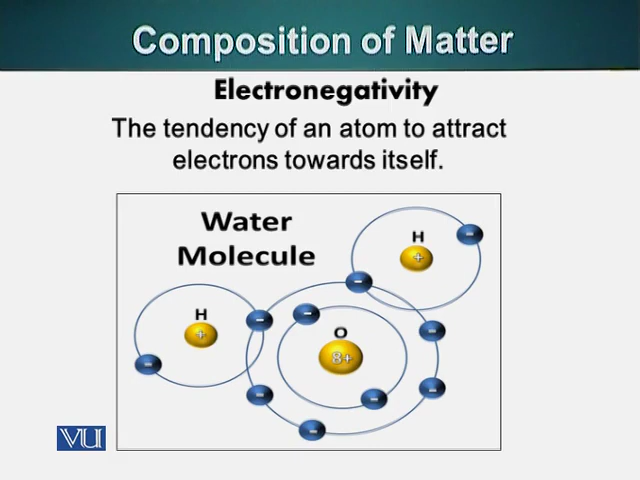 Composition of Matter
Electronegativity
The tendency of an atom to attract
electrons towards itself.
Water
Molecule
H
+
H
+
O
8+
-
-
-
-
-
-
-
-
-
-
VU